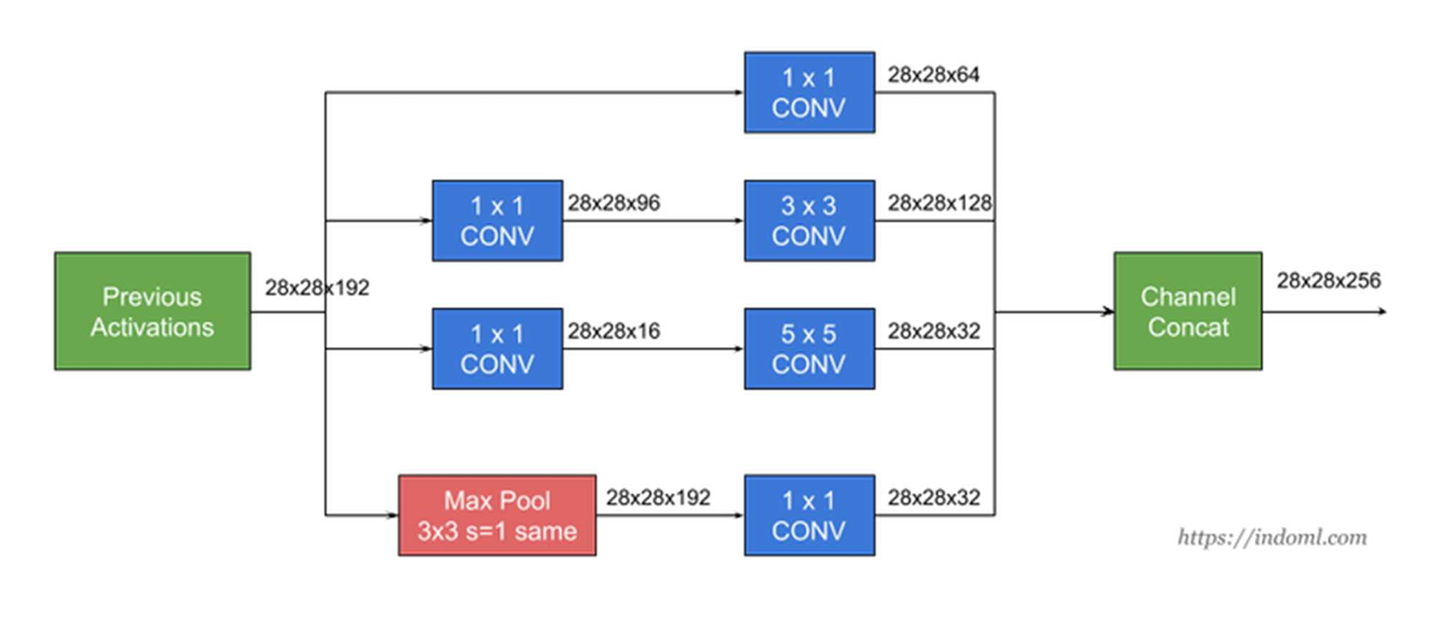 1 x 1
CONV
28x28x64
1 x 1
CONV
28x28x96
3 x 3
CONV
28x28x128
Previous
Activations
28x28x192
1 x 1
CONV
28x28x16
5 x 5
CONV
28x28x32
Channel
Concat
28x28x256
Max Pool
3x3 s=1 same
28x28x192
1 x 1
CONV
28x28x32
https://indoml.com